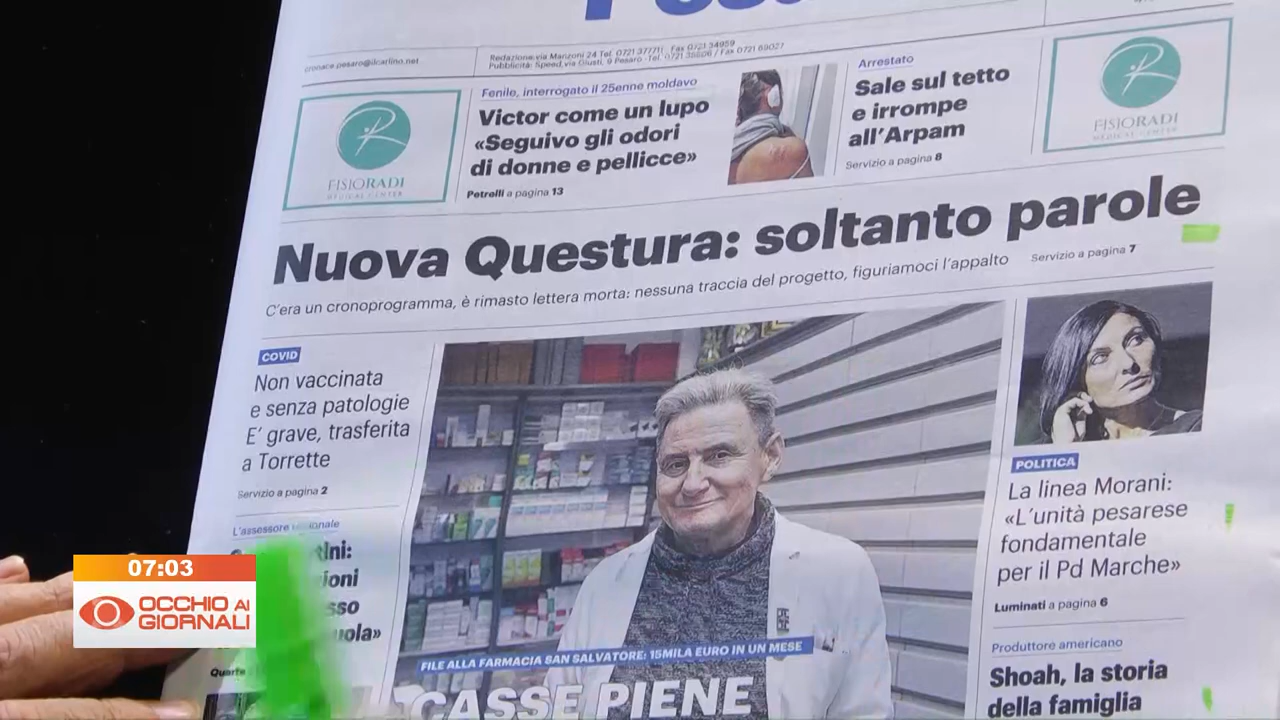 cronaca.pesaro@ilcarlino.net
Redazione: via Manzoni 24 Tel. 0721 377711 Fax 0721 34959
Pubblicità: Speed, via Giusti, 9 Pesaro - Tel.
FISIORADI
MEDICAL CENTER
Fenile, interrogato il 25enne moldavo
Victor come un lupo
«Seguivo gli odori
di donne e pellicce»
Petrelli a pagina 13
Arrestato
Sale sul tetto
e irrompe
all'Arpam
Servizio a pagina 8
FISIORADI
MEDICAL CENTER
Nuova Questura: soltanto parole
C'era un cronoprogramma, è rimasto lettera morta: nessuna traccia del progetto, figuriamoci l'appalto
Servizio a pagina 7
COVID
Non vaccinata
e senza patologie
E' grave, trasferita
a Torrette
Servizio a pagina 2
L'assessore
FILE ALLA FARMACIA SAN SALVATORE: 15MILA EURO IN UN MESE
CASSE PIENE
POLITICA
La linea Morani:
«L'unità pesarese
fondamentale
per il Pd Marche»
Luminati a pagina 6
Produttore americano
Shoah, la storia
della famiglia
07:03
OCCHIO AI
GIORNALI